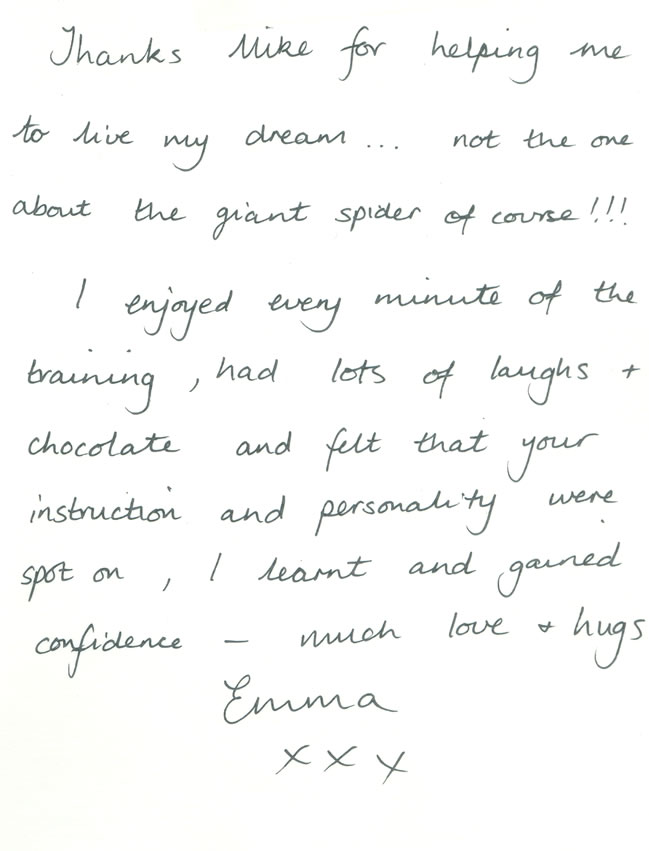 Thanks Mike for helping me
to live my dream... not the one
about the giant spider of course!!!
I enjoyed every minute of the
training, had lots of laughs +
chocolate and felt that your
instruction and personality were
spot on, I learnt and gained
confidence – much love + hugs
Emma
x x x